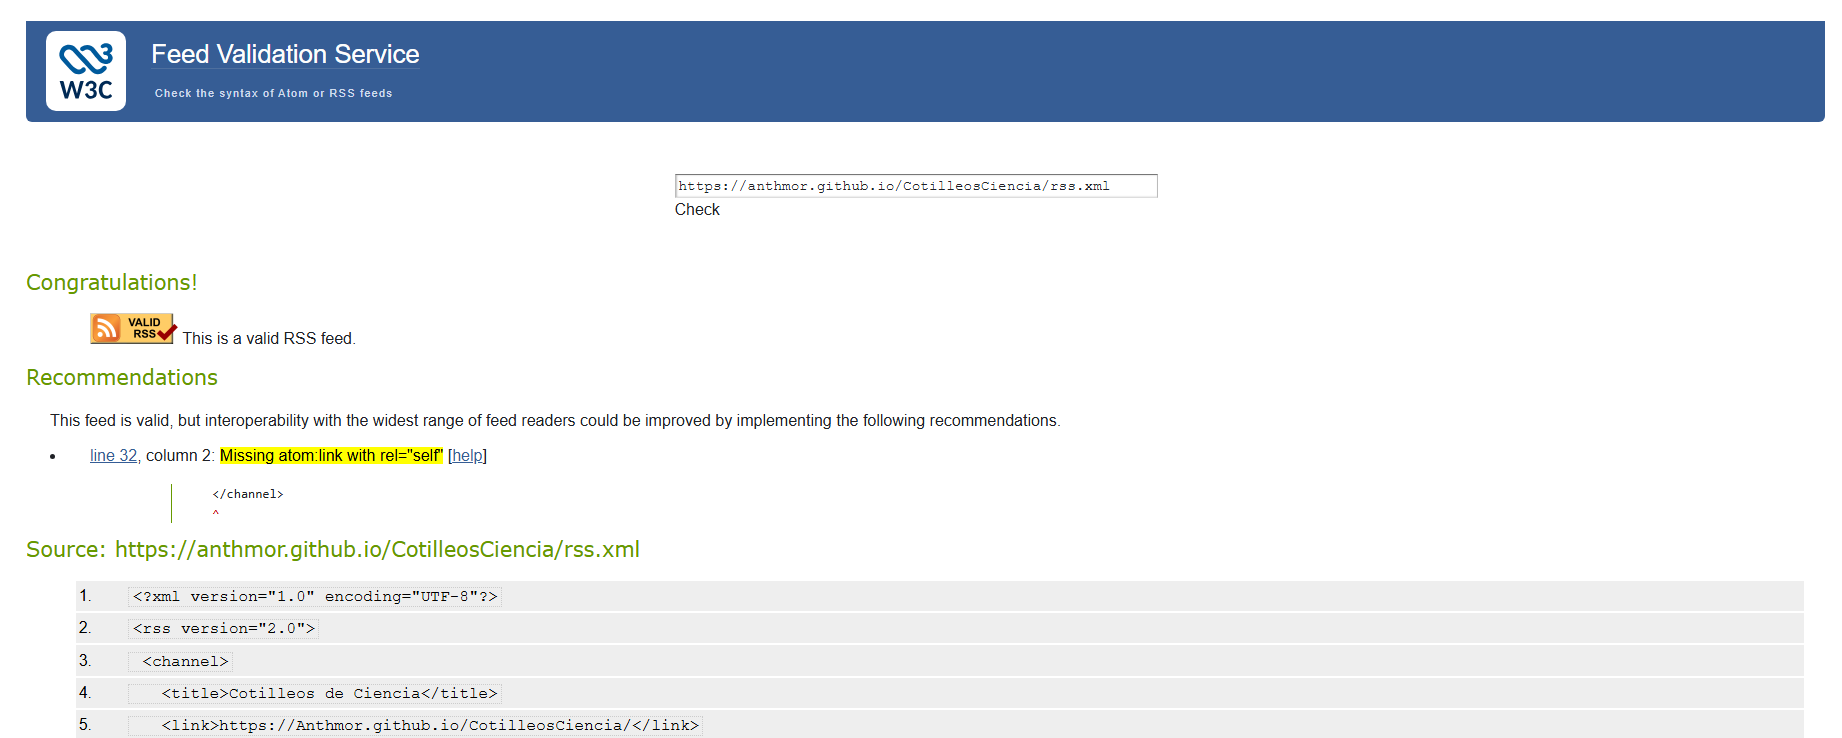 W3C
Feed Validation Service
Check the syntax of Atom or RSS feeds
https://anthmor.github.io/CotilleosCiencia/rss.xml
Check
Congratulations!
VALID RSS This is a valid RSS feed.
Recommendations
This feed is valid, but interoperability with the widest range of feed readers could be improved by implementing the following recommendations.
• line 32, column 2: Missing atom:link with rel="self" [help]
</channel>
^
Source: https://anthmor.github.io/CotilleosCiencia/rss.xml
1. <?xml version="1.0" encoding="UTF-8"?>
2. <rss version="2.0">
3. <channel>
4. <title>Cotilleos de Ciencia</title>
5. <link>https://Anthmor.github.io/CotilleosCiencia/</link>